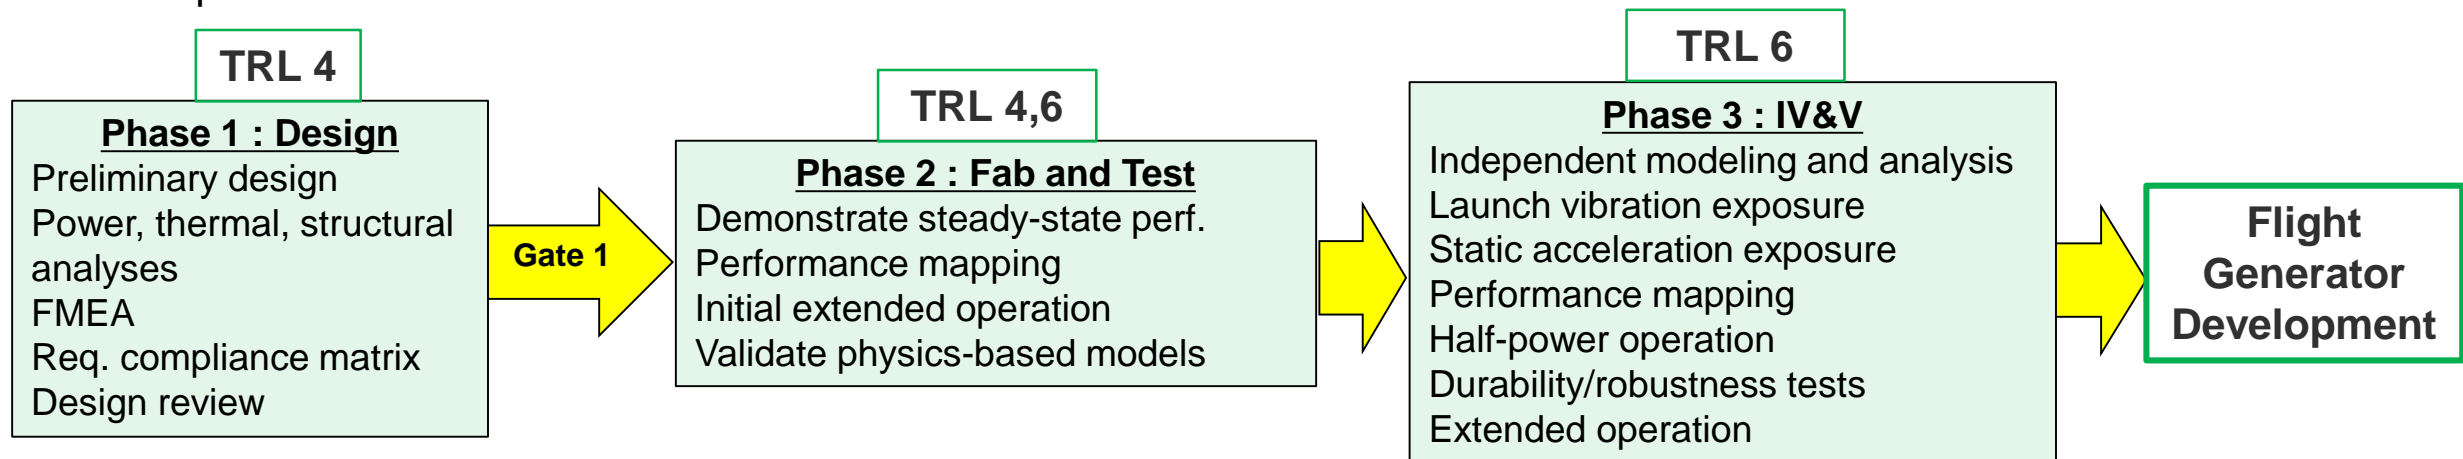 TRL 4
Phase 1 : Design
Preliminary design
Power, thermal, structural
analyses
FMEA
Req. compliance matrix
Design review
Gate 1
TRL 4,6
Phase 2 : Fab and Test
Demonstrate steady-state perf.
Performance mapping
Initial extended operation
Validate physics-based models
TRL 6
Phase 3 : IV&V
Independent modeling and analysis
Launch vibration exposure
Static acceleration exposure
Performance mapping
Half-power operation
Durability/robustness tests
Extended operation
Flight
Generator
Development